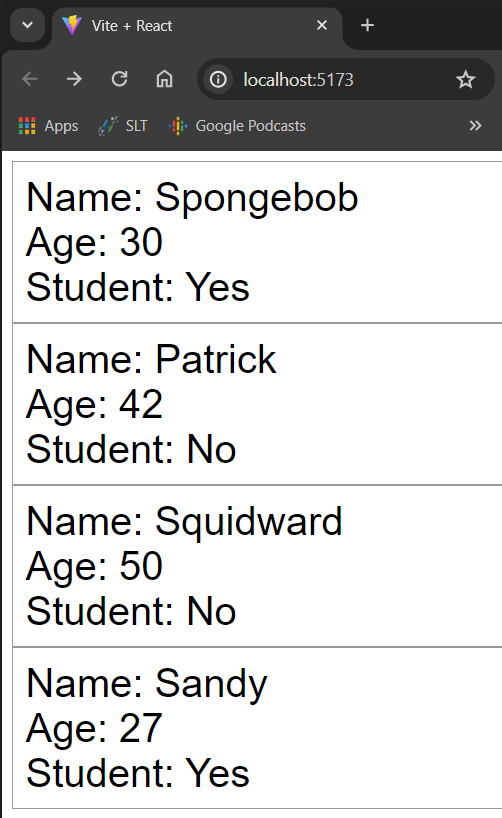 Vite + React
localhost:5173
Apps SLT Google Podcasts
Name: Spongebob
Age: 30
Student: Yes
Name: Patrick
Age: 42
Student: No
Name: Squidward
Age: 50
Student: No
Name: Sandy
Age: 27
Student: Yes